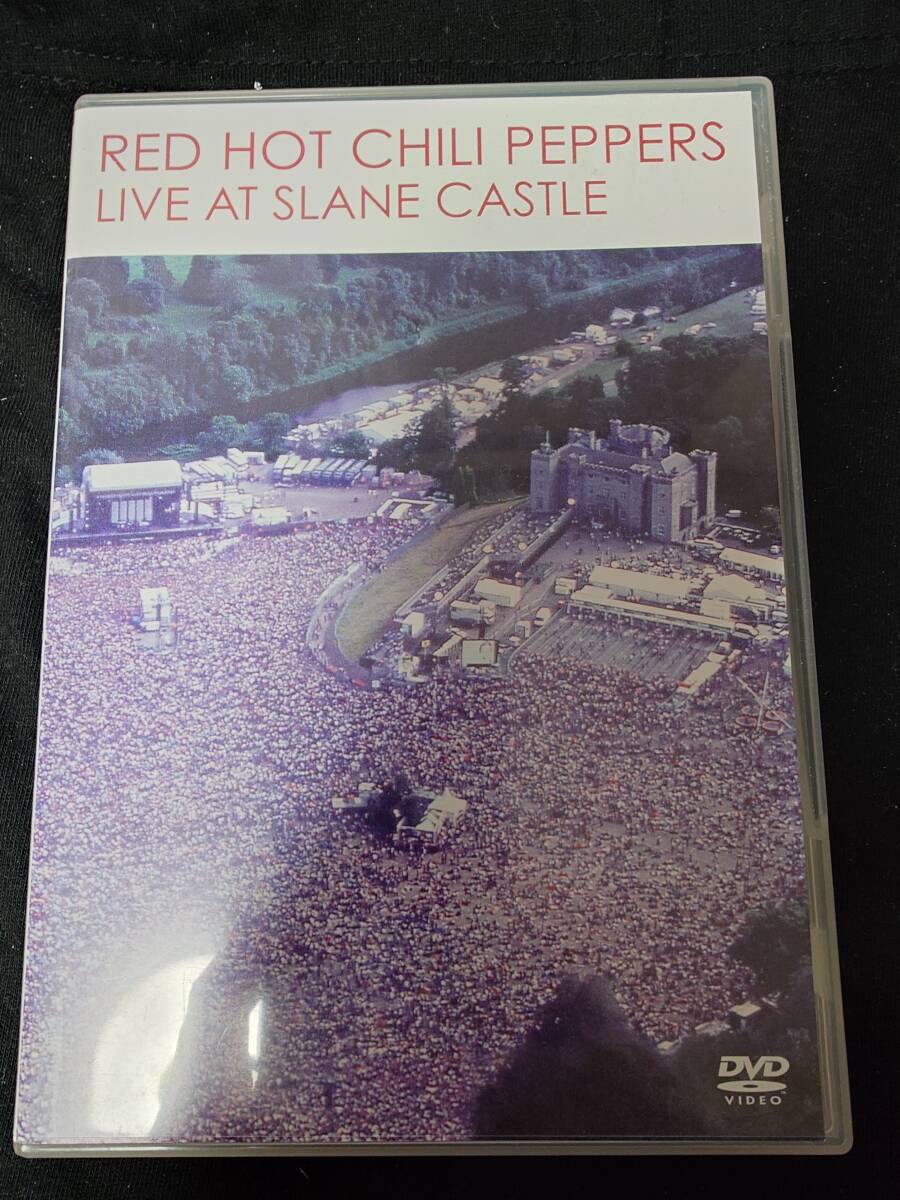 RED HOT CHILI PEPPERS
LIVE AT SLANE CASTLE
DVD
VIDEO